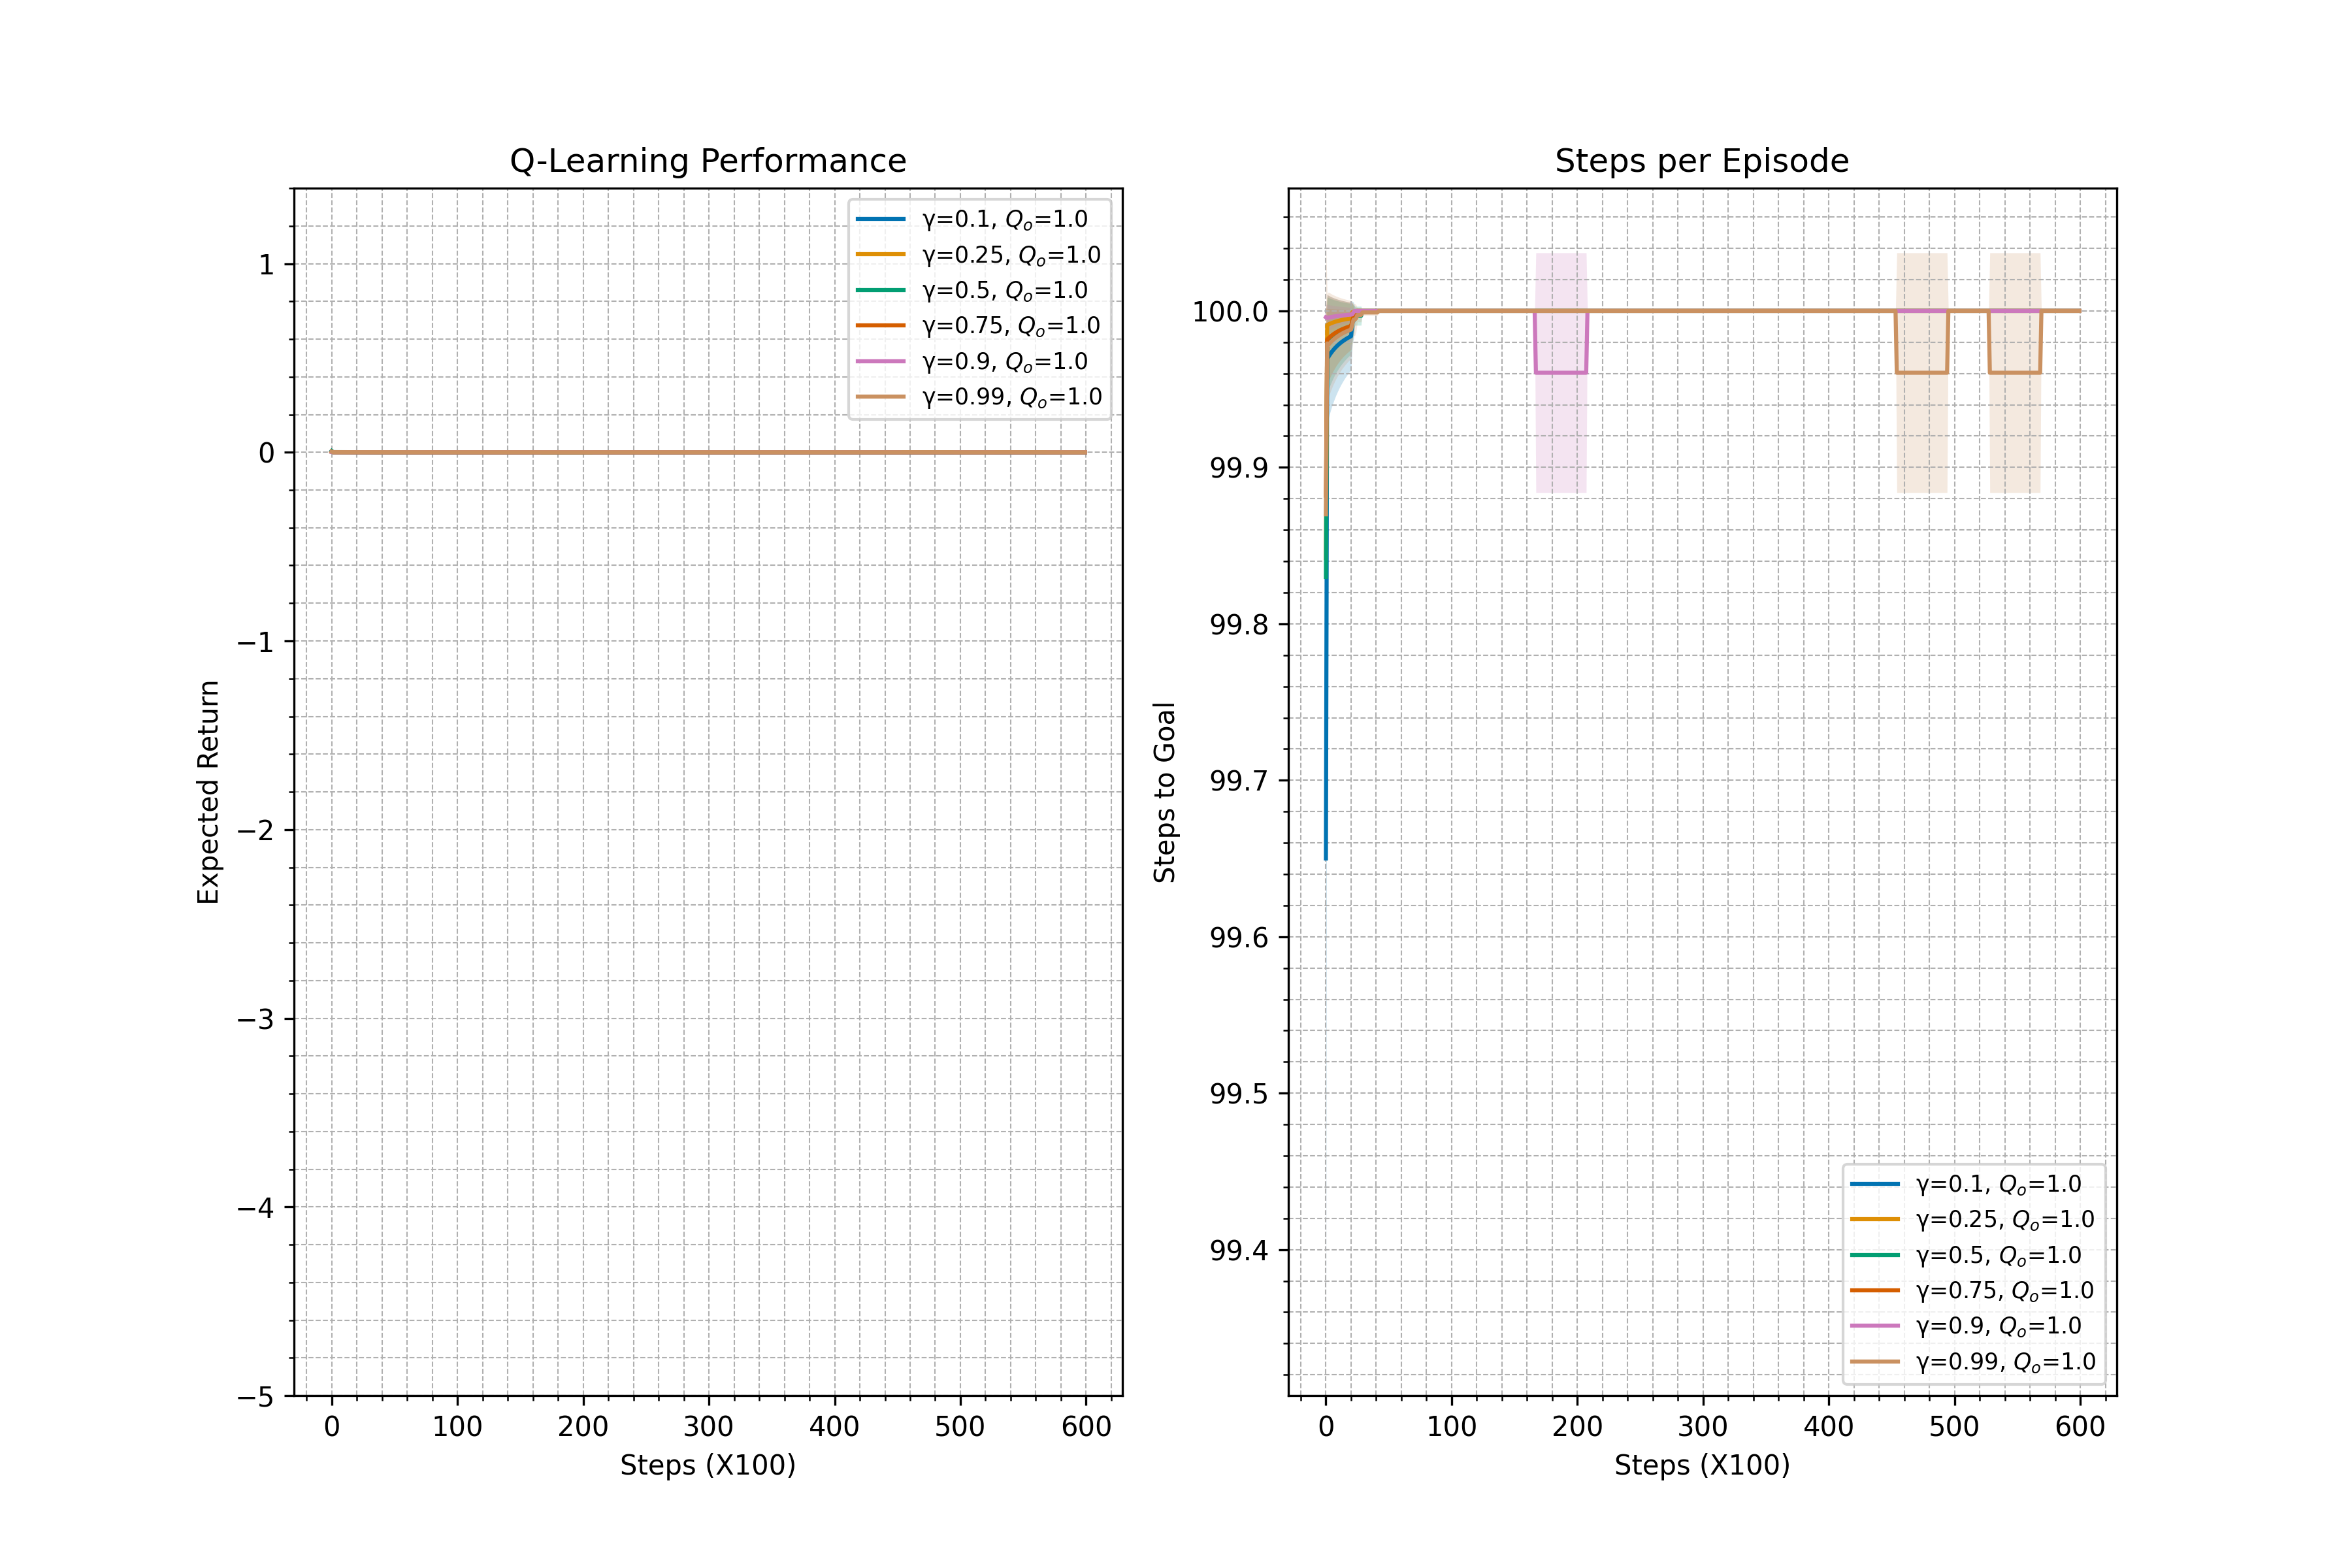 Q-Learning Performance
1
0
−1
−2
−3
−4
−5
Expected Return
0 100 200 300 400 500 600
Steps (X100)
γ=0.1, Qo=1.0
γ=0.25, Qo=1.0
γ=0.5, Qo=1.0
γ=0.75, Qo=1.0
γ=0.9, Qo=1.0
γ=0.99, Qo=1.0
Steps per Episode
100.0
99.9
99.8
99.7
99.6
99.5
99.4
Steps to Goal
0 100 200 300 400 500 600
Steps (X100)
γ=0.1, Qo=1.0
γ=0.25, Qo=1.0
γ=0.5, Qo=1.0
γ=0.75, Qo=1.0
γ=0.9, Qo=1.0
γ=0.99, Qo=1.0